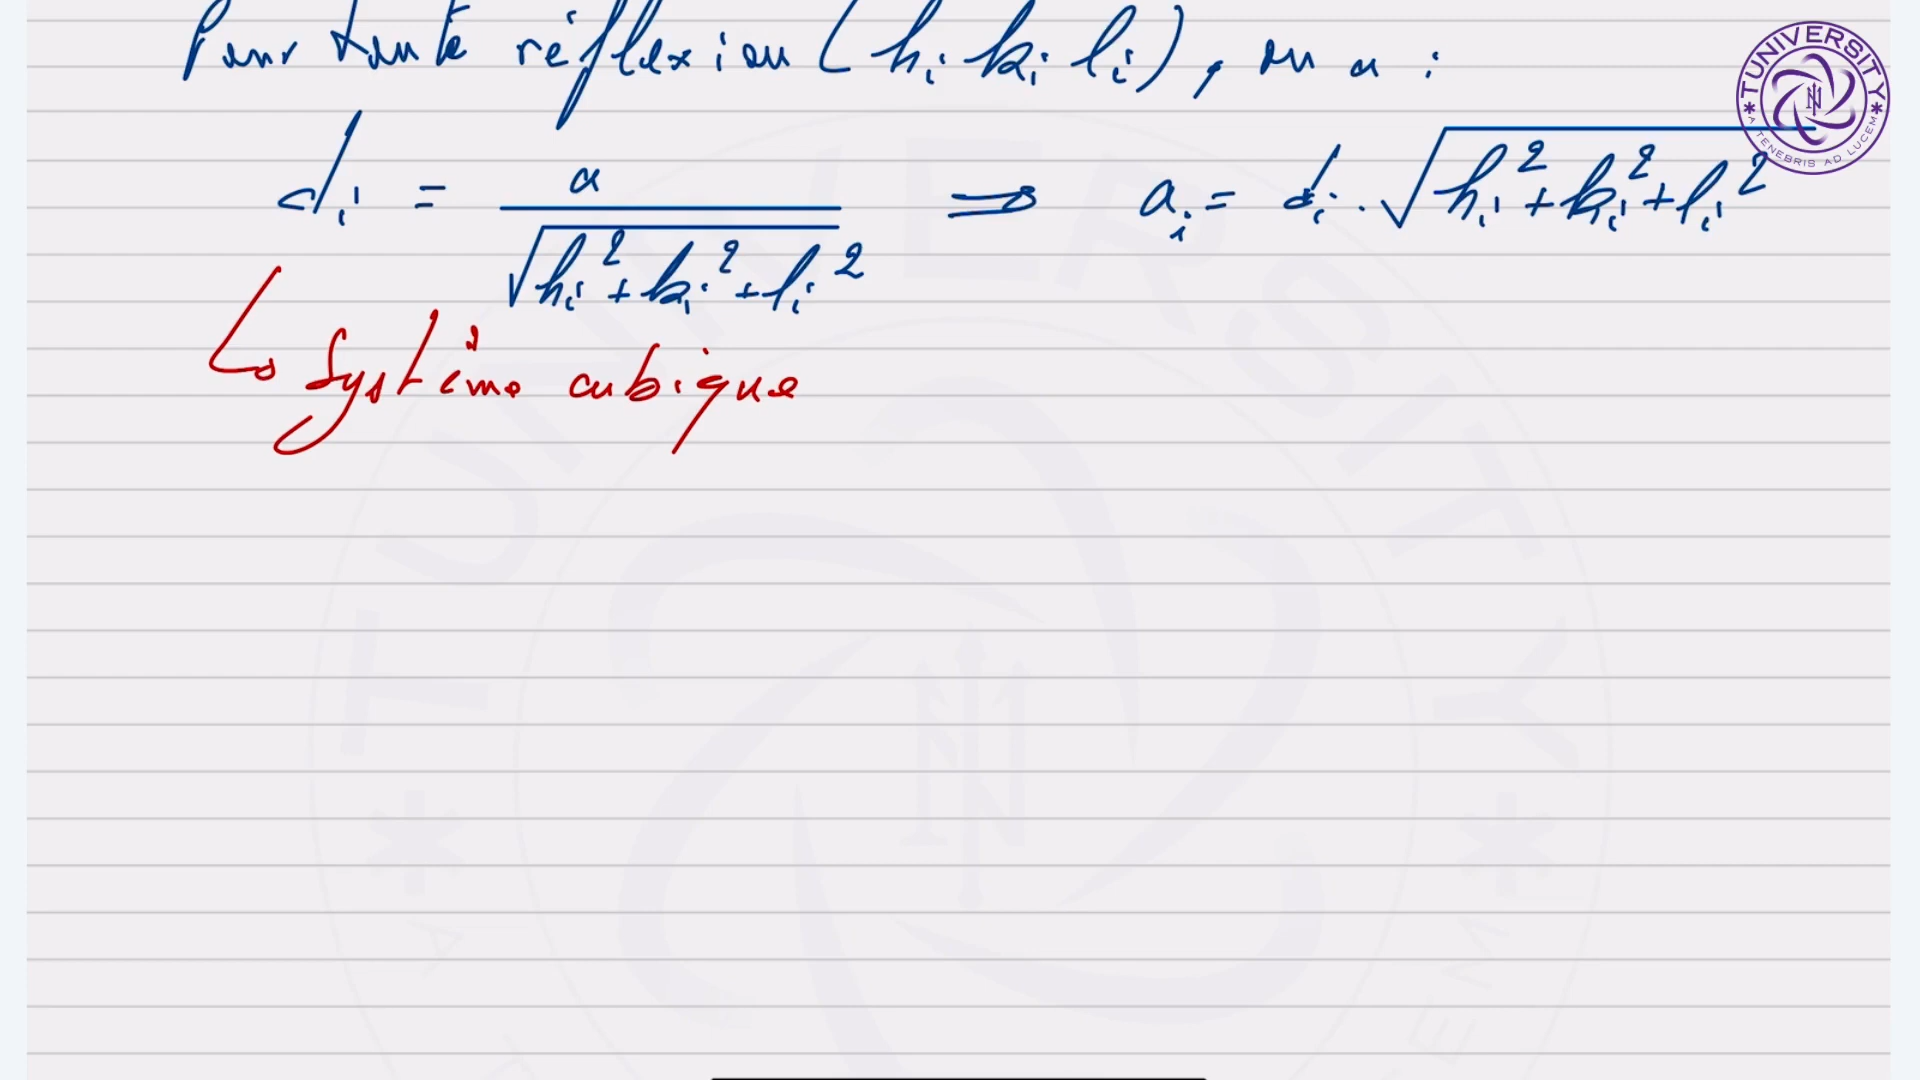 Pour toute réflexion (hi ki li), on a :
di = a / √(hi² + ki² + li²) ⟹ ai = di . √(hi² + ki² + li²)
↳ Système cubique
TUNIVERSITY
A TENEBRIS AD LUCEM